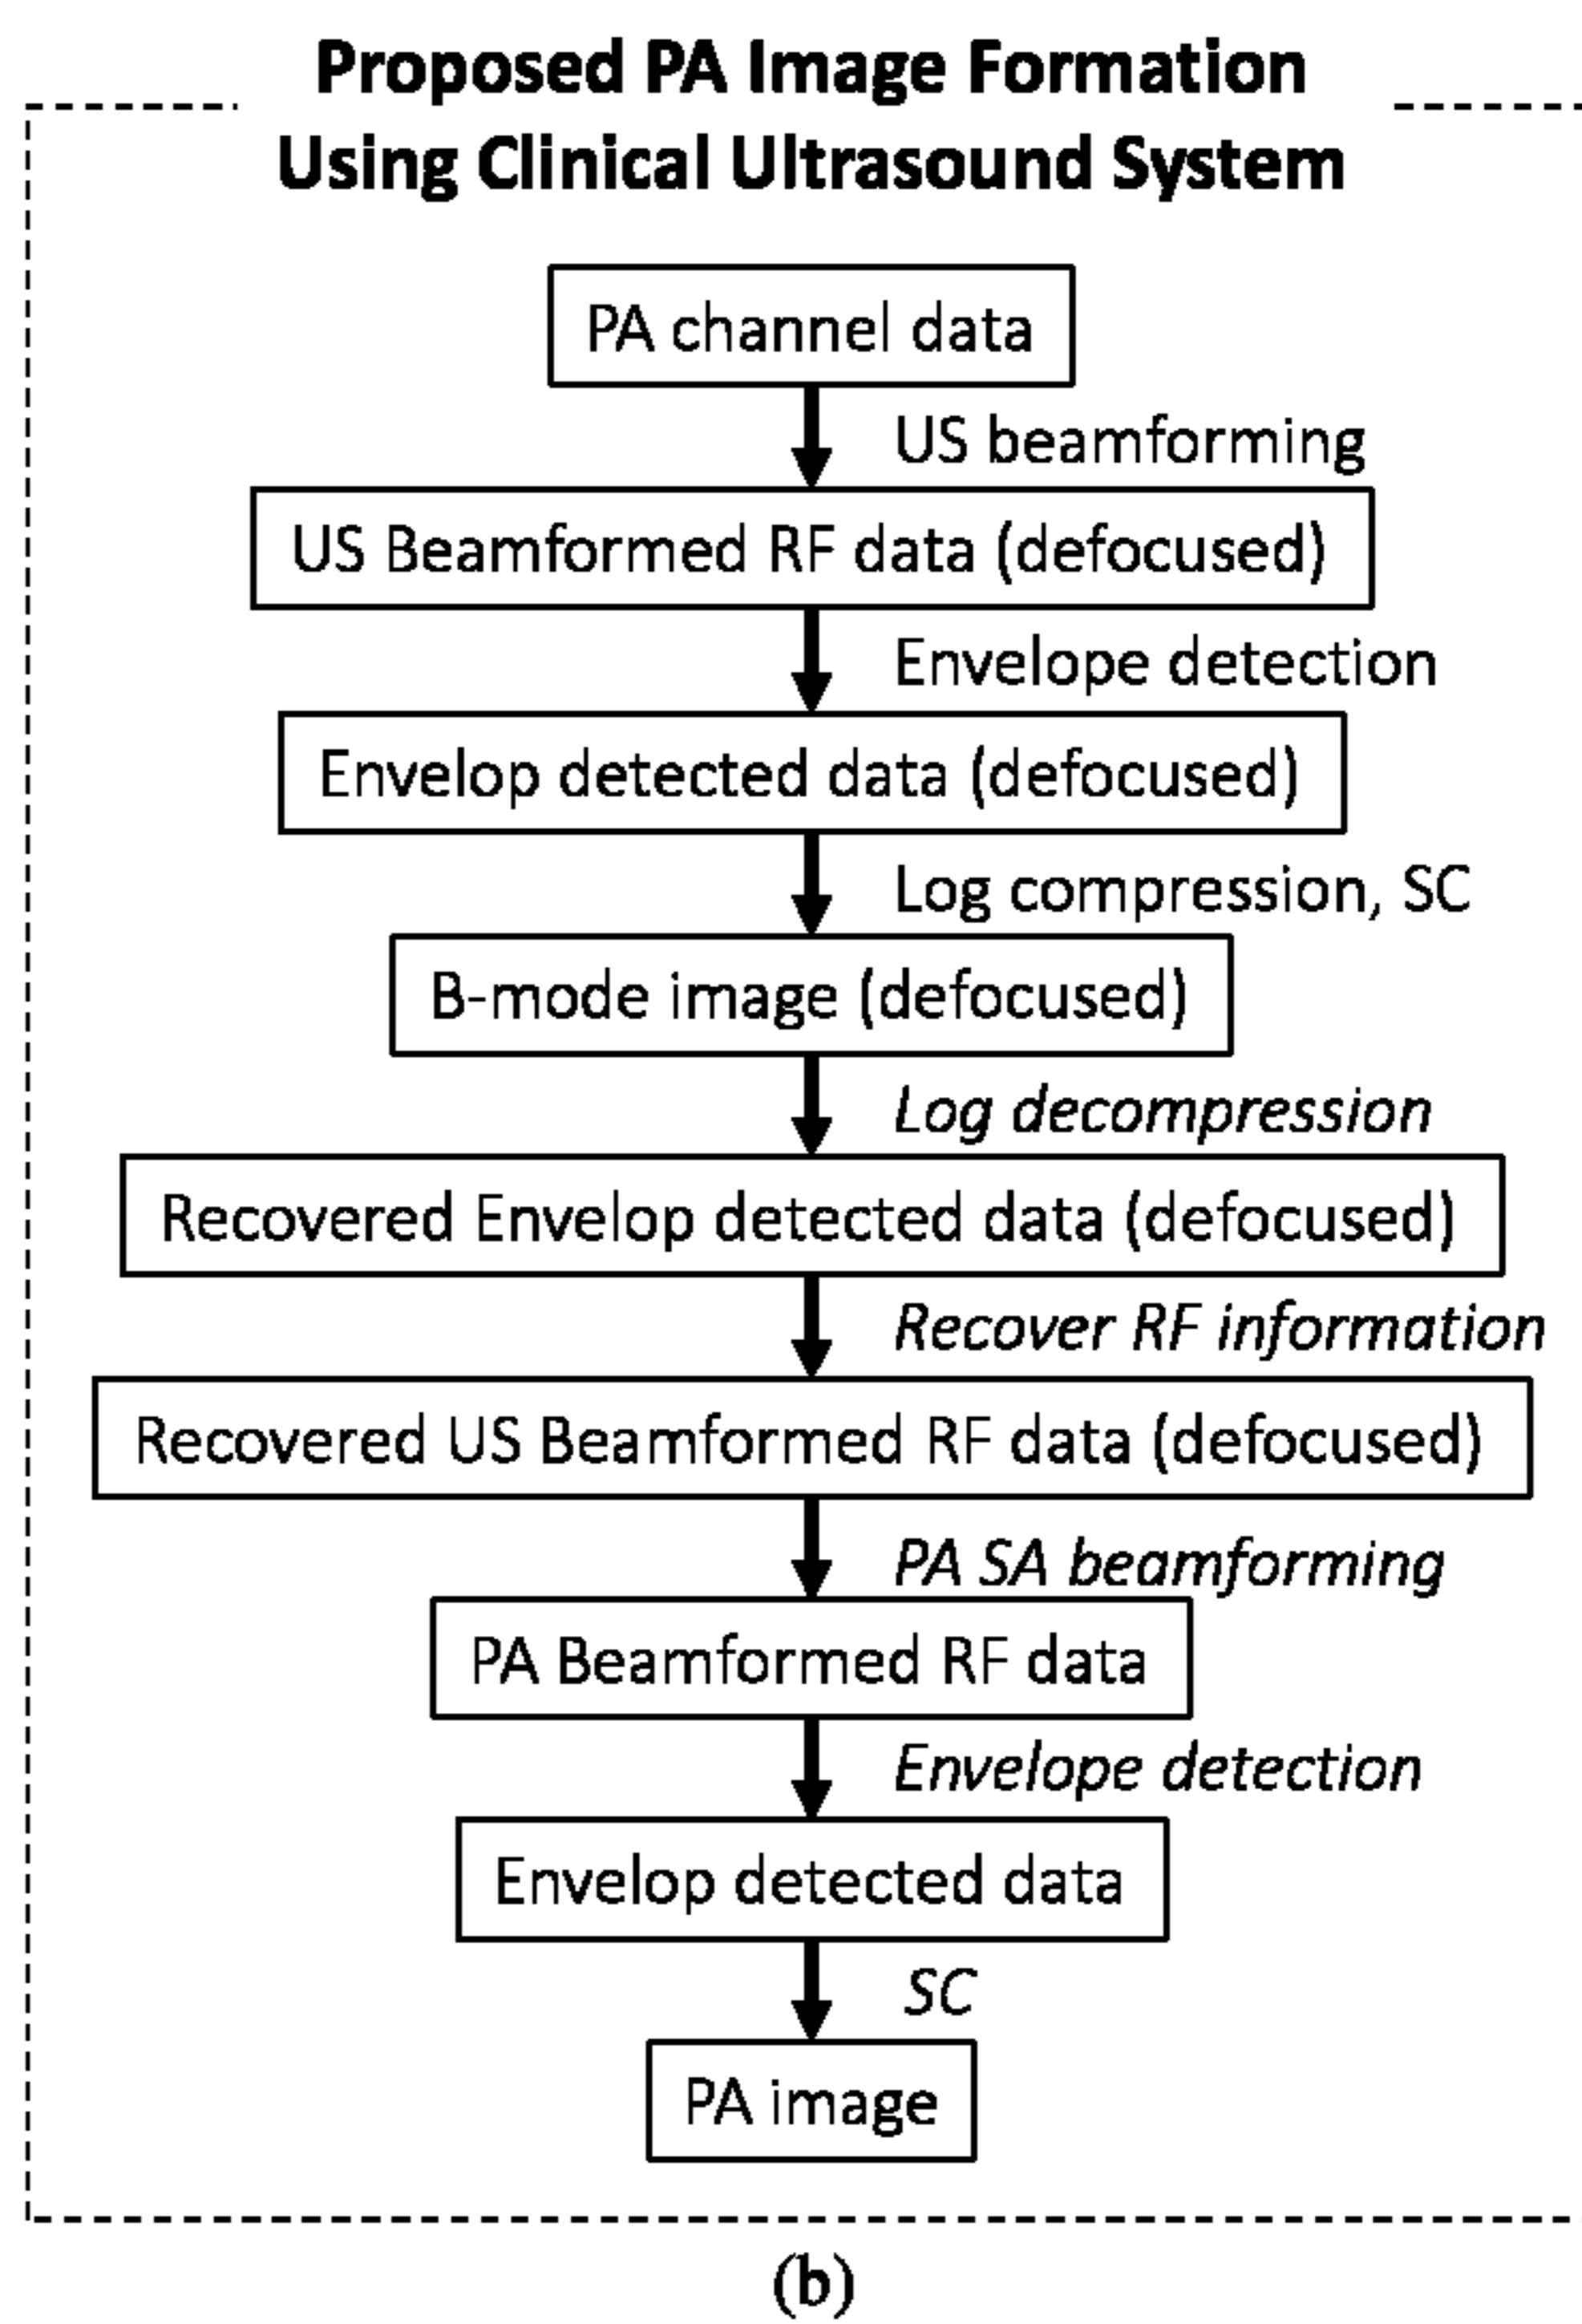 Proposed PA Image Formation
Using Clinical Ultrasound System
PA channel data
US beamforming
US Beamformed RF data (defocused)
Envelope detection
Envelop detected data (defocused)
Log compression, SC
B-mode image (defocused)
Log decompression
Recovered Envelop detected data (defocused)
Recover RF information
Recovered US Beamformed RF data (defocused)
PA SA beamforming
PA Beamformed RF data
Envelope detection
Envelop detected data
SC
PA image
(b)